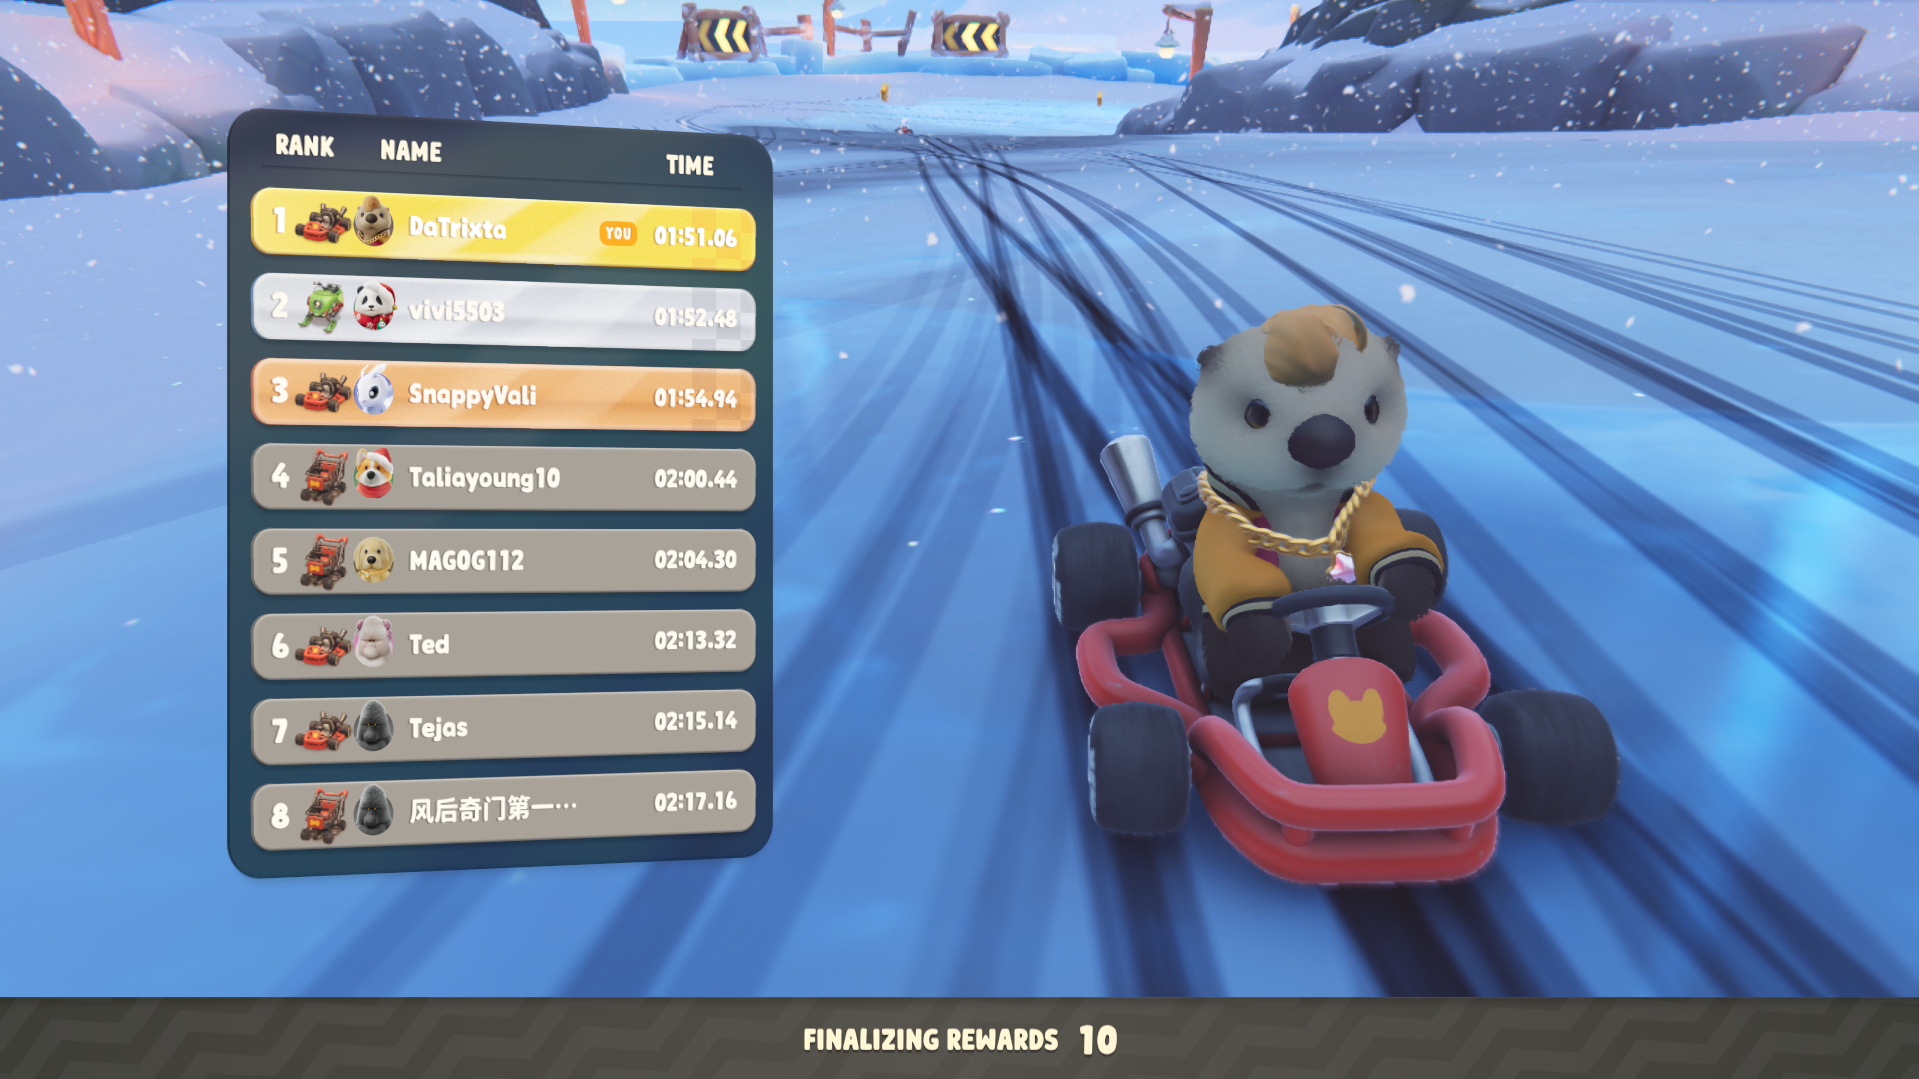 RANK NAME TIME
1 DaTrixta YOU 01:51.06
2 vivi5503 01:52.48
3 SnappyVali 01:54.94
4 Taliayoung10 02:00.44
5 MAGOG112 02:04.30
6 Ted 02:13.32
7 Tejas 02:15.14
8 风后奇门第一… 02:17.16
FINALIZING REWARDS 10